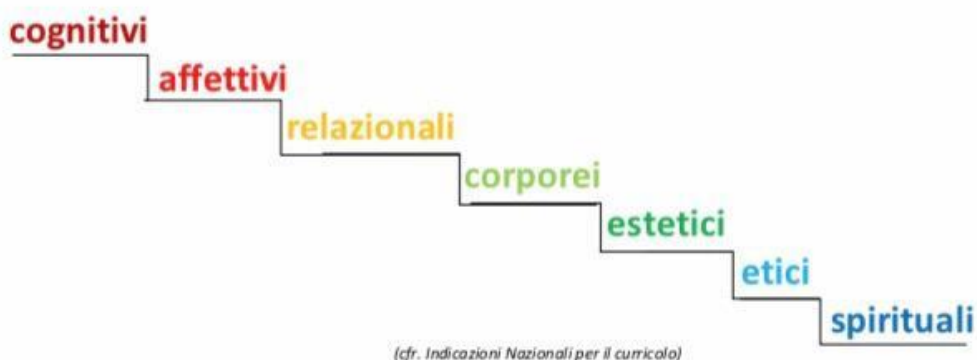 cognitivi
affettivi
relazionali
corporei
estetici
etici
spirituali
(cfr. Indicazioni Nazionali per il curricolo)